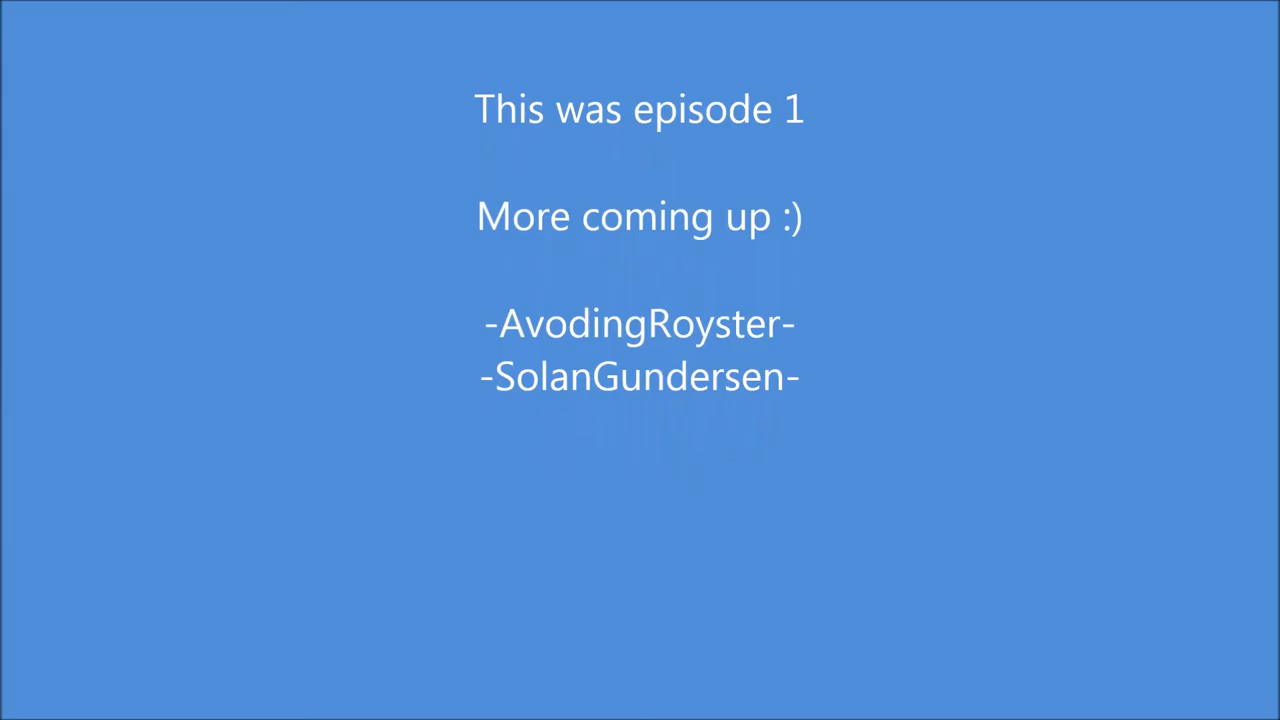 This was episode 1
More coming up :)
-AvodingRoyster-
-SolanGundersen-